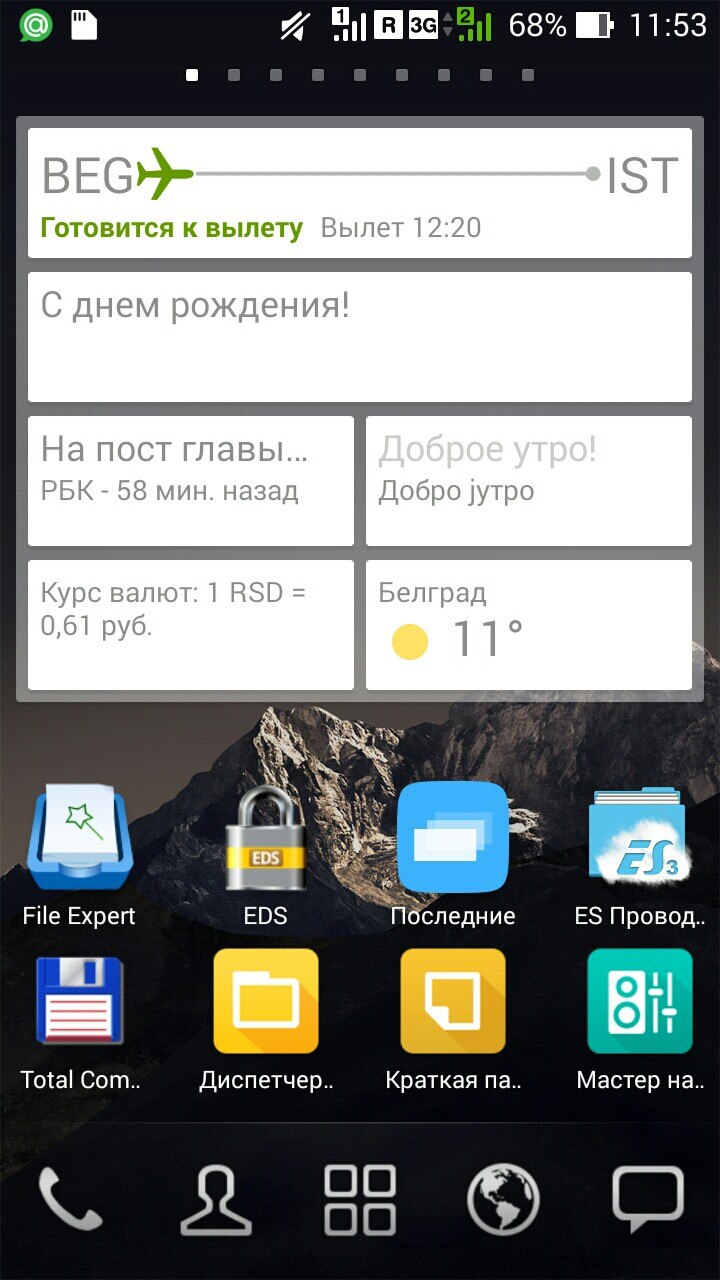 1 R 3G 2 68% 11:53
BEG IST
Готовится к вылету Вылет 12:20
С днем рождения!
На пост главы...
РБК - 58 мин. назад
Доброе утро!
Добро јутро
Курс валют: 1 RSD =
0,61 руб.
Белград
11°
EDS
ES3
File Expert
EDS
Последние
ES Провод..
Total Com..
Диспетчер..
Краткая па..
Мастер на..